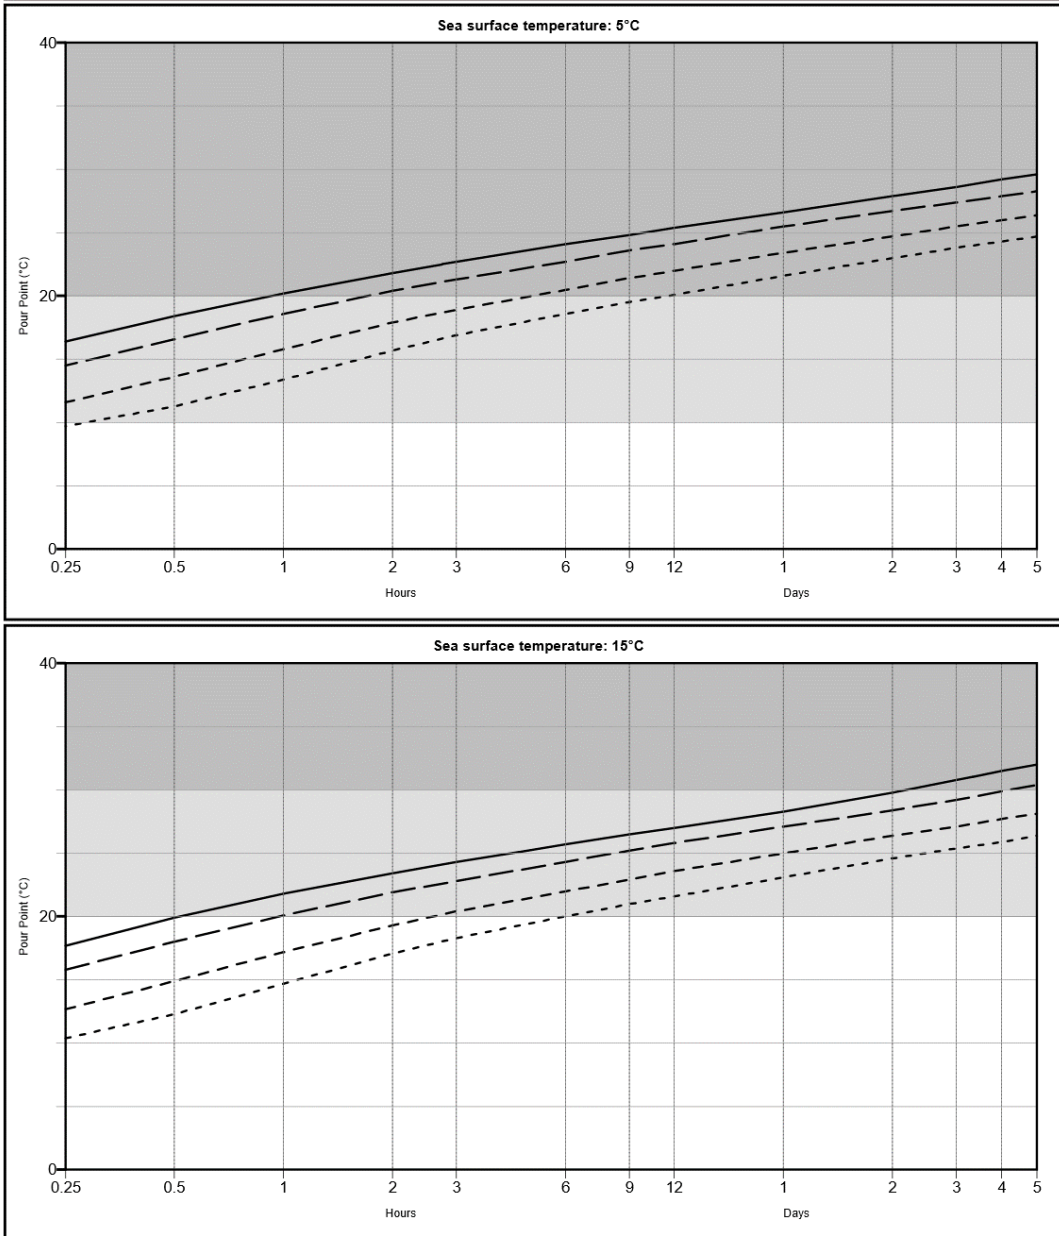 Sea surface temperature: 5°C
40
20
0
Pour Point (°C)
0.25 0.5 1 2 3 6 9 12 1 2 3 4 5
Hours Days
Sea surface temperature: 15°C
40
20
0
Pour Point (°C)
0.25 0.5 1 2 3 6 9 12 1 2 3 4 5
Hours Days